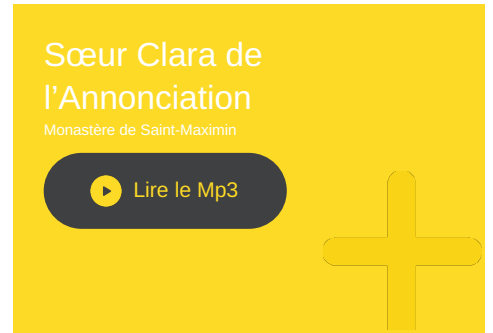 Sœur Clara de
l’Annonciation
Monastère de Saint-Maximin
Lire le Mp3